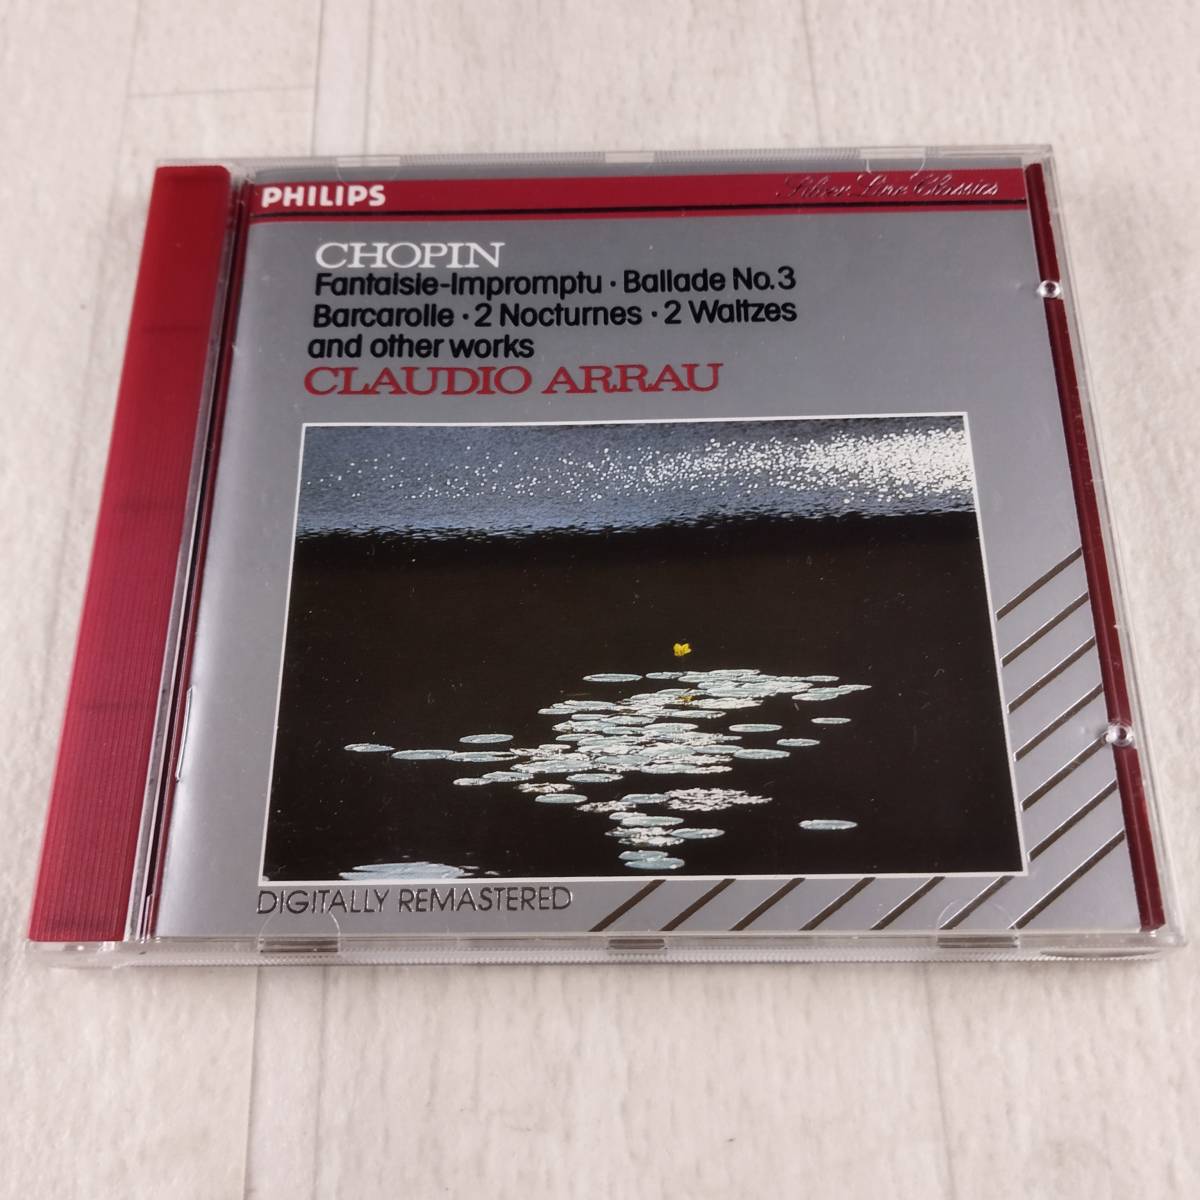 PHILIPS
Silver Line Classics
CHOPIN
Fantaisie-Impromptu · Ballade No. 3
Barcarolle · 2 Nocturnes · 2 Waltzes
and other works
CLAUDIO ARRAU
DIGITALLY REMASTERED